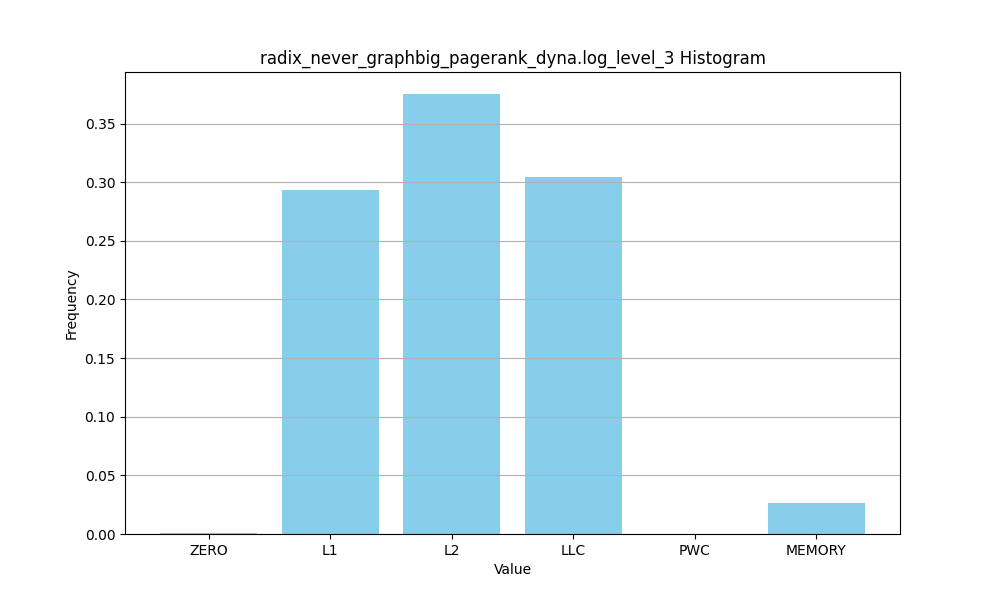 radix_never_graphbig_pagerank_dyna.log_level_3 Histogram
Frequency
0.35
0.30
0.25
0.20
0.15
0.10
0.05
0.00
ZERO L1 L2 LLC PWC MEMORY
Value